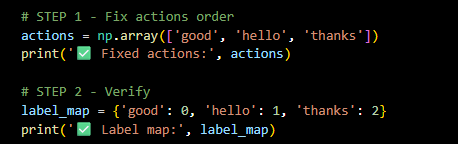 # STEP 1 - Fix actions order
actions = np.array(['good', 'hello', 'thanks'])
print('✅ Fixed actions:', actions)
# STEP 2 - Verify
label_map = {'good': 0, 'hello': 1, 'thanks': 2}
print('✅ Label map:', label_map)